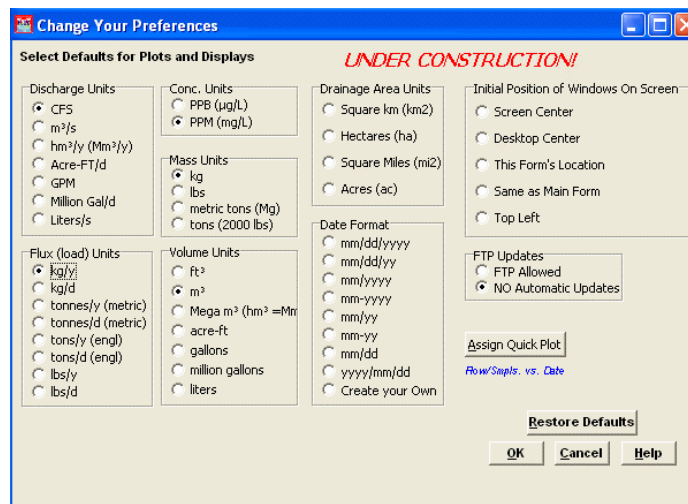 Change Your Preferences
Select Defaults for Plots and Displays
UNDER CONSTRUCTION!
Discharge Units
CFS
m³/s
hm³/y (Mm³/y)
Acre-FT/d
GPM
Million Gal/d
Liters/s
Flux (load) Units
kg/y
kg/d
tonnes/y (metric)
tonnes/d (metric)
tons/y (engl)
tons/d (engl)
lbs/y
lbs/d
Conc. Units
PPB (µg/L)
PPM (mg/L)
Mass Units
kg
lbs
metric tons (Mg)
tons (2000 lbs)
Volume Units
ft³
m³
Mega m³ (hm³ =Mm
acre-ft
gallons
million gallons
liters
Drainage Area Units
Square km (km2)
Hectares (ha)
Square Miles (mi2)
Acres (ac)
Date Format
mm/dd/yyyy
mm/dd/yy
mm/yyyy
mm-yyyy
mm/yy
mm-yy
mm/dd
yyyy/mm/dd
Create your Own
Initial Position of Windows On Screen
Screen Center
Desktop Center
This Form's Location
Same as Main Form
Top Left
FTP Updates
FTP Allowed
NO Automatic Updates
Assign Quick Plot
Flow/Smpls. vs. Date
Restore Defaults
OK Cancel Help